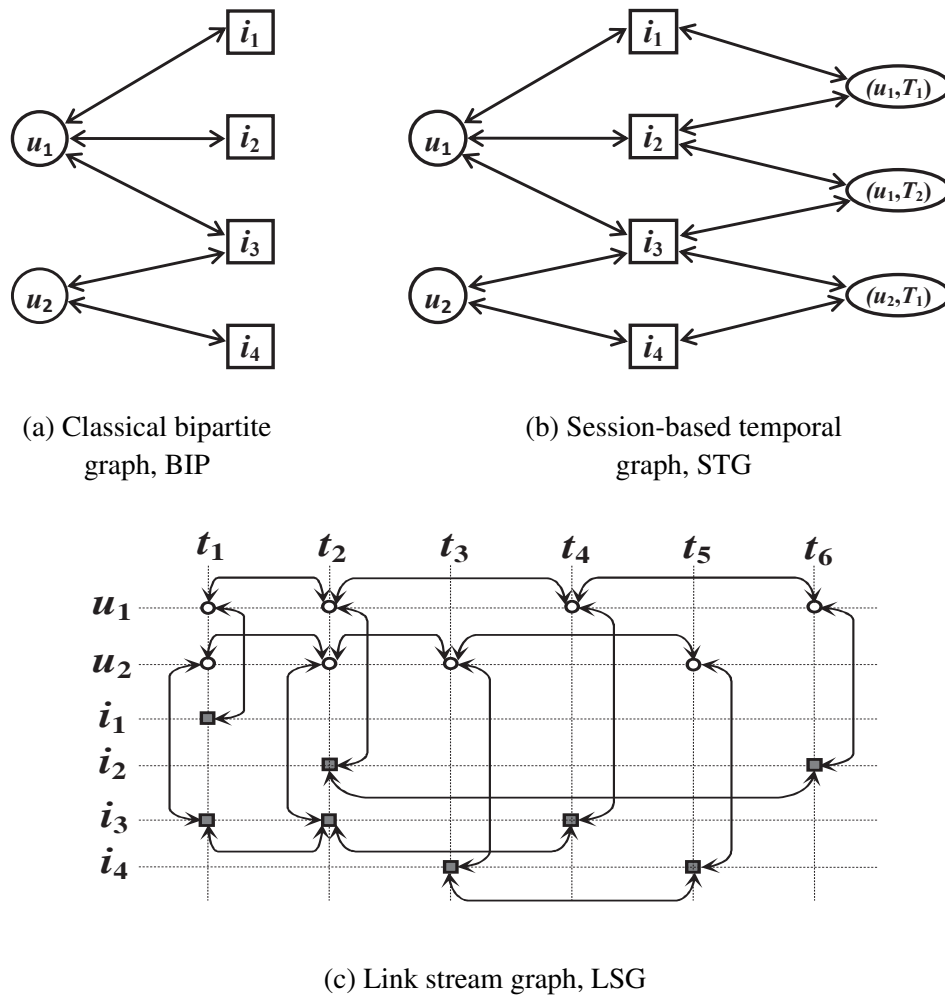 i₁ i₁
(u₁,T₁)
u₁ i₂ u₁ i₂
(u₁,T₂)
i₃ i₃
u₂ u₂ (u₂,T₁)
i₄ i₄
(a) Classical bipartite
graph, BIP
(b) Session-based temporal
graph, STG
t₁ t₂ t₃ t₄ t₅ t₆
u₁
u₂
i₁
i₂
i₃
i₄
(c) Link stream graph, LSG